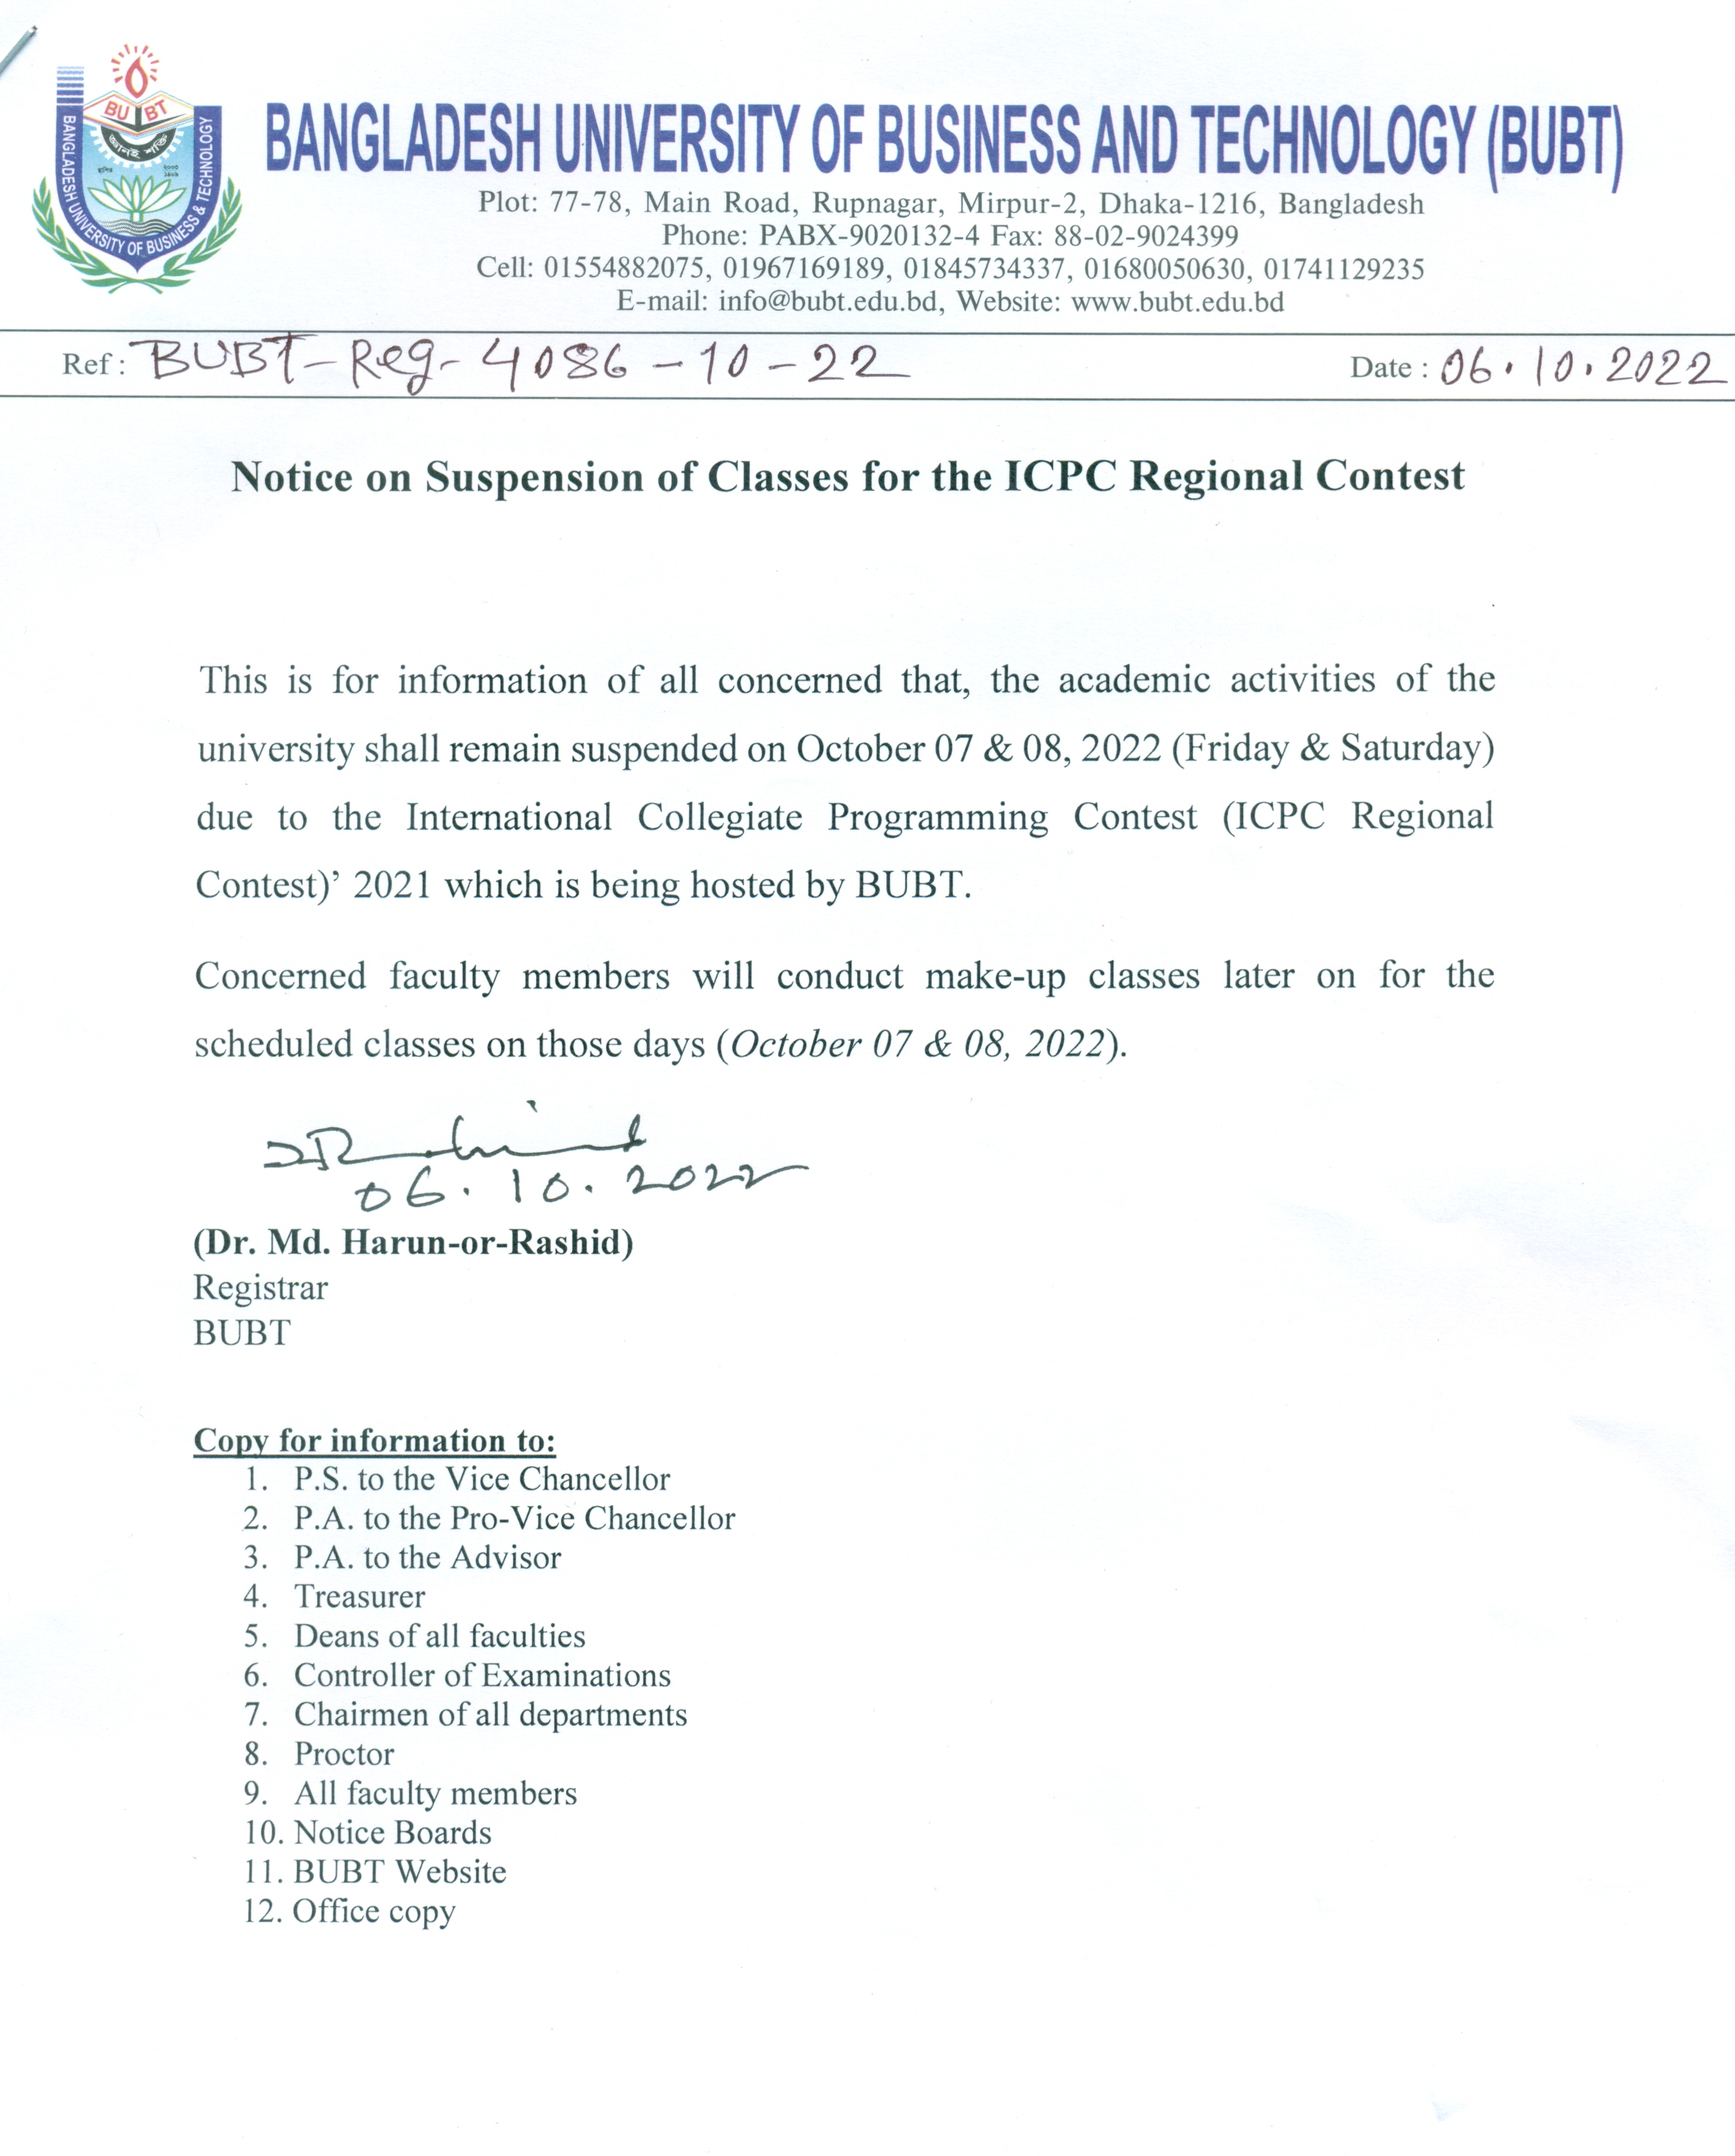 BU BT
জ্ঞানই শক্তি
স্থাপিত ২০০৩
BANGLADESH UNIVERSITY OF BUSINESS & TECHNOLOGY
BANGLADESH UNIVERSITY OF BUSINESS AND TECHNOLOGY (BUBT)
Plot: 77-78, Main Road, Rupnagar, Mirpur-2, Dhaka-1216, Bangladesh
Phone: PABX-9020132-4 Fax: 88-02-9024399
Cell: 01554882075, 01967169189, 01845734337, 01680050630, 01741129235
E-mail: info@bubt.edu.bd, Website: www.bubt.edu.bd
Ref : BUBT-Reg-4086-10-22 Date : 06.10.2022
Notice on Suspension of Classes for the ICPC Regional Contest
This is for information of all concerned that, the academic activities of the
university shall remain suspended on October 07 & 08, 2022 (Friday & Saturday)
due to the International Collegiate Programming Contest (ICPC Regional
Contest)’ 2021 which is being hosted by BUBT.
Concerned faculty members will conduct make-up classes later on for the
scheduled classes on those days (October 07 & 08, 2022).
06.10.2022
(Dr. Md. Harun-or-Rashid)
Registrar
BUBT
Copy for information to:
1. P.S. to the Vice Chancellor
2. P.A. to the Pro-Vice Chancellor
3. P.A. to the Advisor
4. Treasurer
5. Deans of all faculties
6. Controller of Examinations
7. Chairmen of all departments
8. Proctor
9. All faculty members
10. Notice Boards
11. BUBT Website
12. Office copy